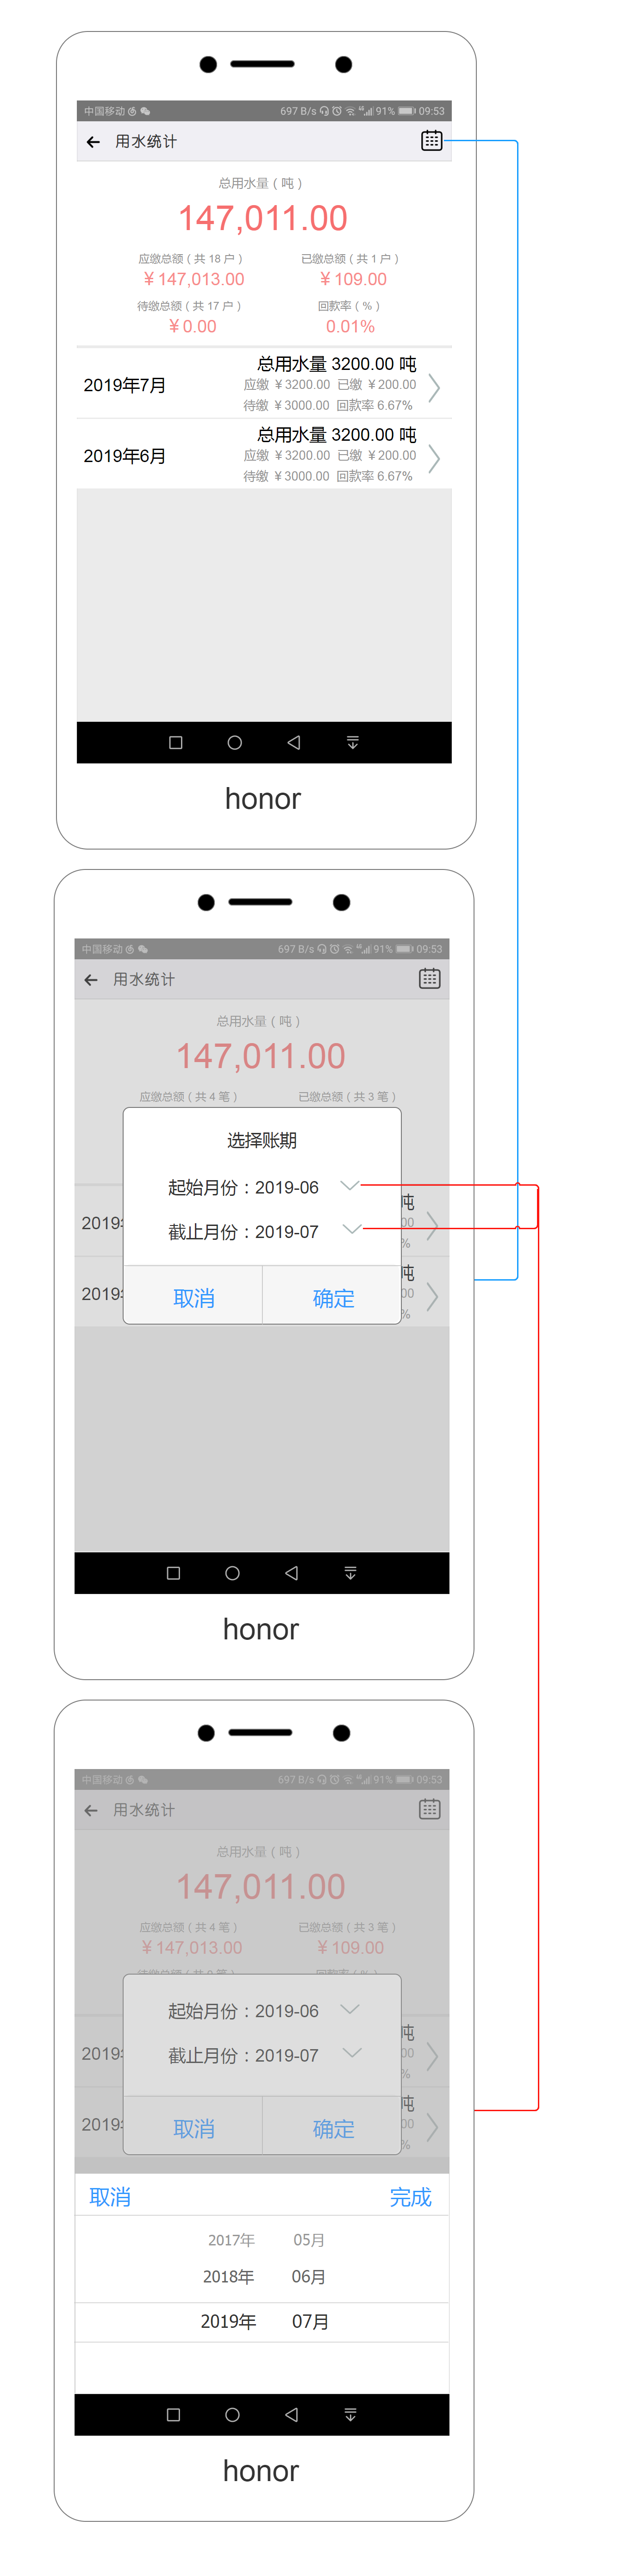 中国移动 697 B/s 46 91% 09:53
用水统计
总用水量（吨）
147,011.00
应缴总额（共 18 户） 已缴总额（共 1 户）
￥147,013.00 ￥109.00
待缴总额（共 17 户） 回款率（%）
￥0.00 0.01%
总用水量 3200.00 吨
2019年7月 应缴 ￥3200.00 已缴 ￥200.00
待缴 ￥3000.00 回款率 6.67%
总用水量 3200.00 吨
2019年6月 应缴 ￥3200.00 已缴 ￥200.00
待缴 ￥3000.00 回款率 6.67%
honor
中国移动 697 B/s 46 91% 09:53
用水统计
总用水量（吨）
147,011.00
应缴总额（共 4 笔） 已缴总额（共 3 笔）
选择账期
起始月份：2019-06
吨
2019 00
截止月份：2019-07
%
吨
2019 取消 确定 00
%
honor
中国移动 697 B/s 46 91% 09:53
用水统计
总用水量（吨）
147,011.00
应缴总额（共 4 笔） 已缴总额（共 3 笔）
￥147,013.00 ￥109.00
起始月份：2019-06
吨
2019 截止月份：2019-07 00
%
吨
2019 取消 确定 00
%
取消 完成
2017年 05月
2018年 06月
2019年 07月
honor